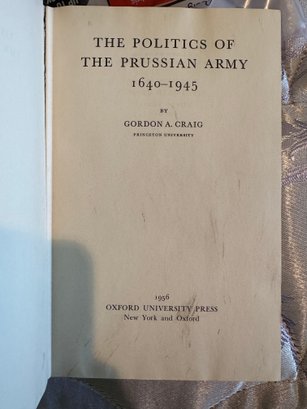 THE POLITICS OF
THE PRUSSIAN ARMY
1640–1945
BY
GORDON A. CRAIG
PRINCETON UNIVERSITY
1956
OXFORD UNIVERSITY PRESS
New York and Oxford